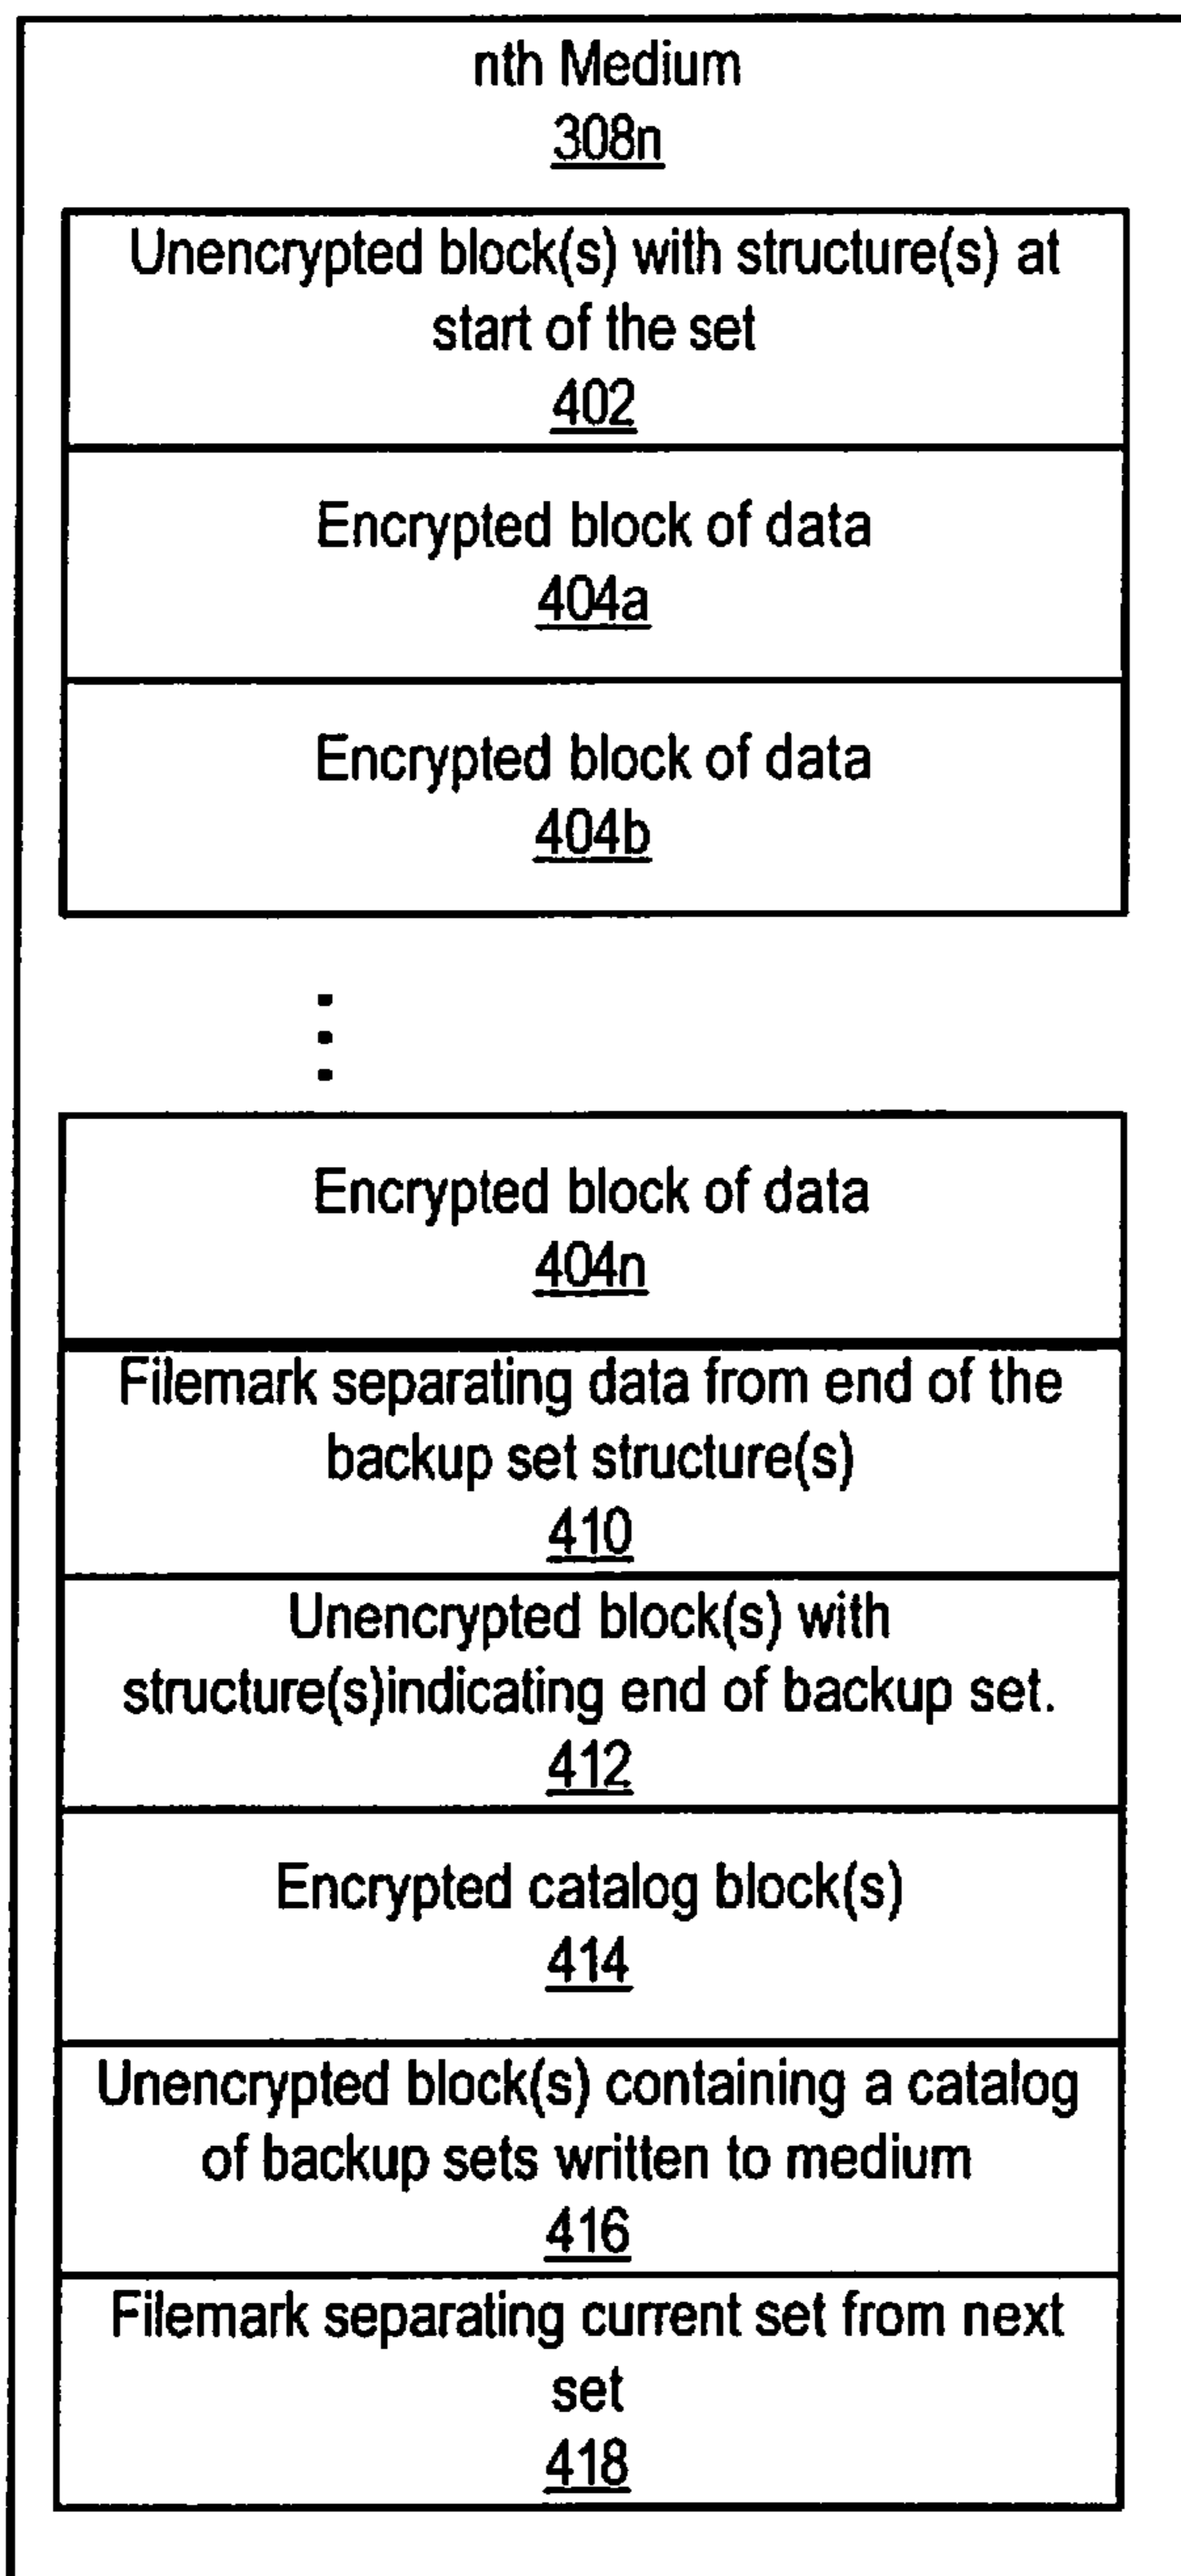 nth Medium
308n
Unencrypted block(s) with structure(s) at
start of the set
402
Encrypted block of data
404a
Encrypted block of data
404b
Encrypted block of data
404n
Filemark separating data from end of the
backup set structure(s)
410
Unencrypted block(s) with
structure(s)indicating end of backup set.
412
Encrypted catalog block(s)
414
Unencrypted block(s) containing a catalog
of backup sets written to medium
416
Filemark separating current set from next
set
418